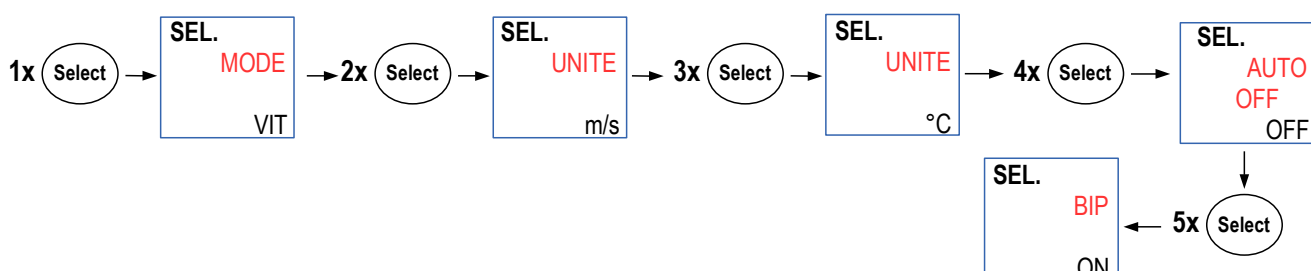 1x Select
SEL.
MODE
VIT
2x Select
SEL.
UNITE
m/s
3x Select
SEL.
UNITE
°C
4x Select
SEL.
AUTO
OFF
OFF
5x Select
SEL.
BIP
ON